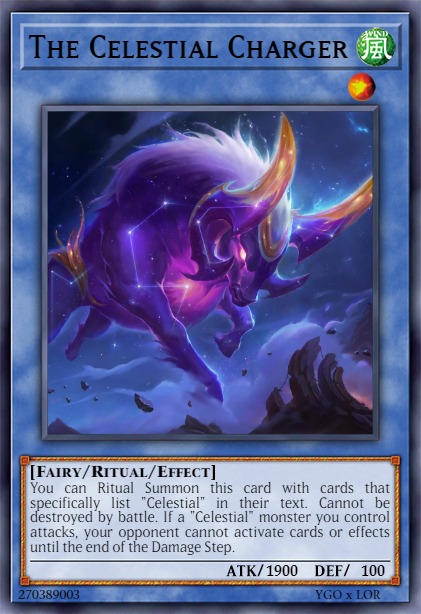 THE CELESTIAL CHARGER
WIND
風
[FAIRY/RITUAL/EFFECT]
You can Ritual Summon this card with cards that
specifically list "Celestial" in their text. Cannot be
destroyed by battle. If a "Celestial" monster you control
attacks, your opponent cannot activate cards or effects
until the end of the Damage Step.
ATK/1900 DEF/ 100
270389003 YGO x LOR